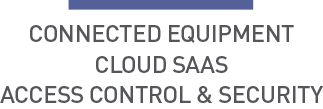 CONNECTED EQUIPMENT
CLOUD SAAS
ACCESS CONTROL & SECURITY